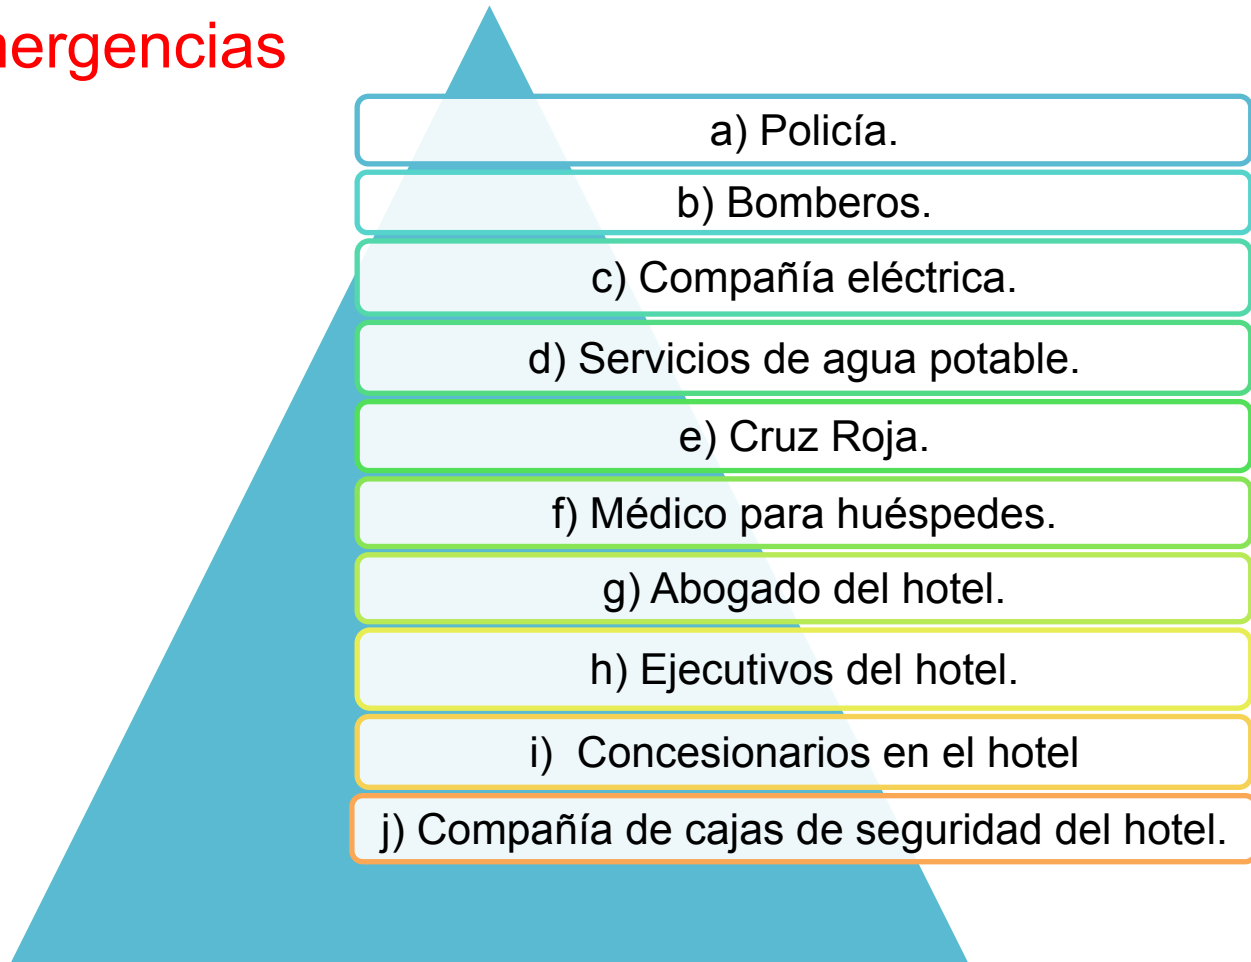 mergencias
a) Policía.
b) Bomberos.
c) Compañía eléctrica.
d) Servicios de agua potable.
e) Cruz Roja.
f) Médico para huéspedes.
g) Abogado del hotel.
h) Ejecutivos del hotel.
i) Concesionarios en el hotel
j) Compañía de cajas de seguridad del hotel.